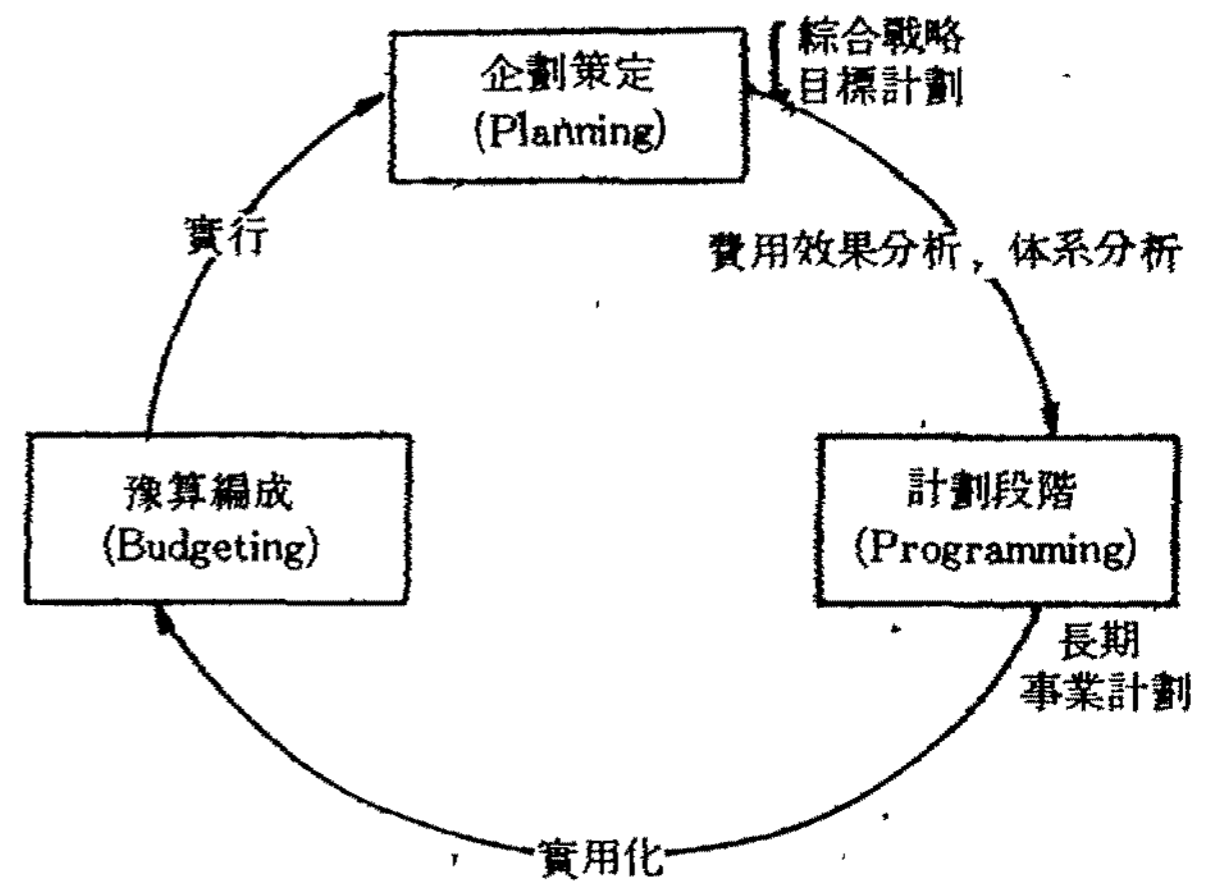 企劃策定
(Planning)
綜合戰略
目標計劃
實行
費用效果分析, 体系分析
豫算編成
(Budgeting)
計劃段階
(Programming)
長期
事業計劃
實用化